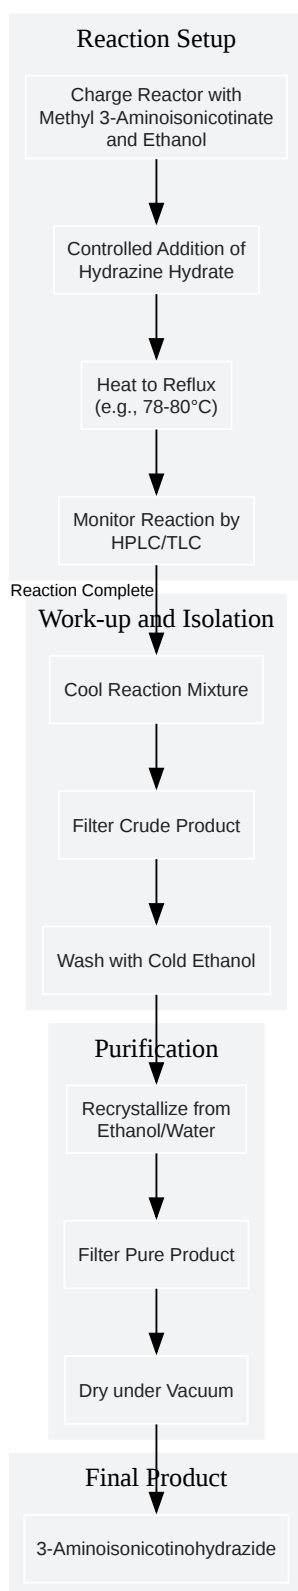 Reaction Setup
Charge Reactor with
Methyl 3-Aminoisonicotinate
and Ethanol
Controlled Addition of
Hydrazine Hydrate
Heat to Reflux
(e.g., 78-80°C)
Monitor Reaction by
HPLC/TLC
Reaction Complete
Work-up and Isolation
Cool Reaction Mixture
Filter Crude Product
Wash with Cold Ethanol
Purification
Recrystallize from
Ethanol/Water
Filter Pure Product
Dry under Vacuum
Final Product
3-Aminoisonicotinohydrazide